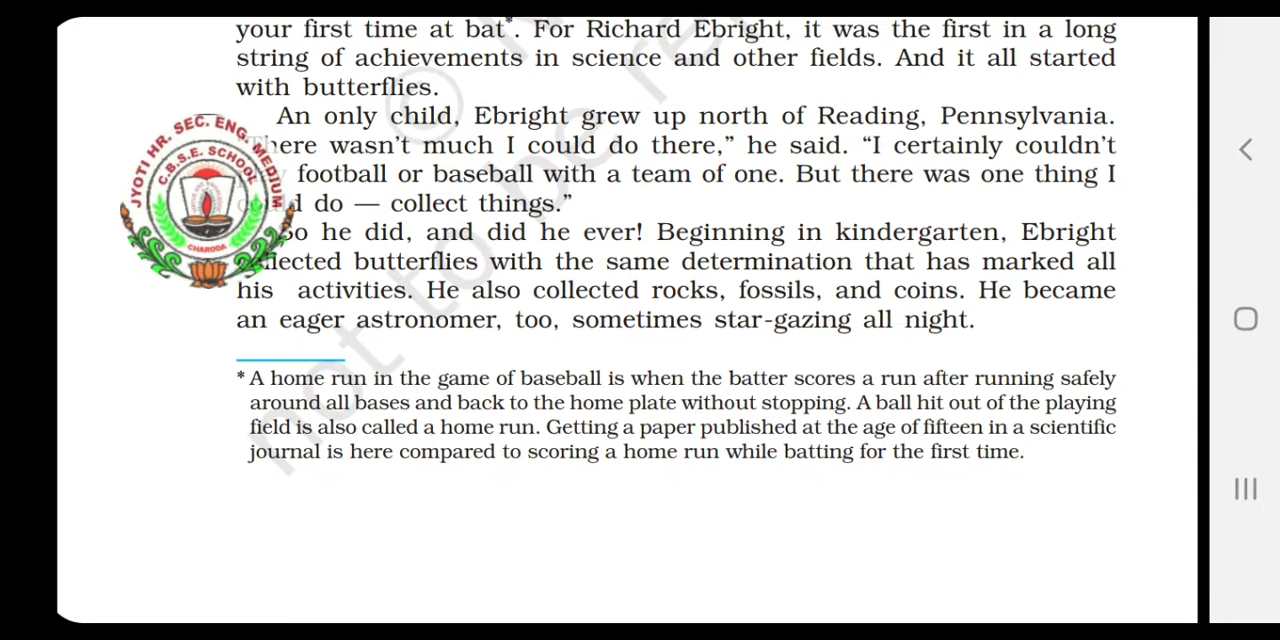 your first time at bat*. For Richard Ebright, it was the first in a long
string of achievements in science and other fields. And it all started
with butterflies.
An only child, Ebright grew up north of Reading, Pennsylvania.
here wasn't much I could do there,” he said. “I certainly couldn't
football or baseball with a team of one. But there was one thing I
d do — collect things.”
So he did, and did he ever! Beginning in kindergarten, Ebright
llected butterflies with the same determination that has marked all
his activities. He also collected rocks, fossils, and coins. He became
an eager astronomer, too, sometimes star-gazing all night.
* A home run in the game of baseball is when the batter scores a run after running safely
around all bases and back to the home plate without stopping. A ball hit out of the playing
field is also called a home run. Getting a paper published at the age of fifteen in a scientific
journal is here compared to scoring a home run while batting for the first time.
JYOTI HR. SEC. ENG. MEDIUM
C.B.S.E. SCHOOL
CHARODA
©
not to be re